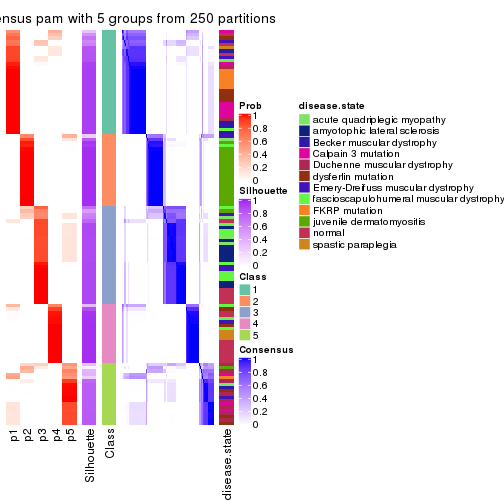 nsus pam with 5 groups from 250 partitions
Prob
1
0.8
0.6
0.4
0.2
0
Silhouette
1
0.8
0.6
0.4
0.2
0
Class
1
2
3
4
5
Consensus
1
0.8
0.6
0.4
0.2
0
disease.state
acute quadriplegic myopathy
amyotophic lateral sclerosis
Becker muscular dystrophy
Calpain 3 mutation
Duchenne muscular dystrophy
dysferlin mutation
Emery-Dreifuss muscular dystrophy
fascioscapulohumeral muscular dystrophy
FKRP mutation
juvenile dermatomyositis
normal
spastic paraplegia
p1
p2
p3
p4
p5
Silhouette
Class
disease.state